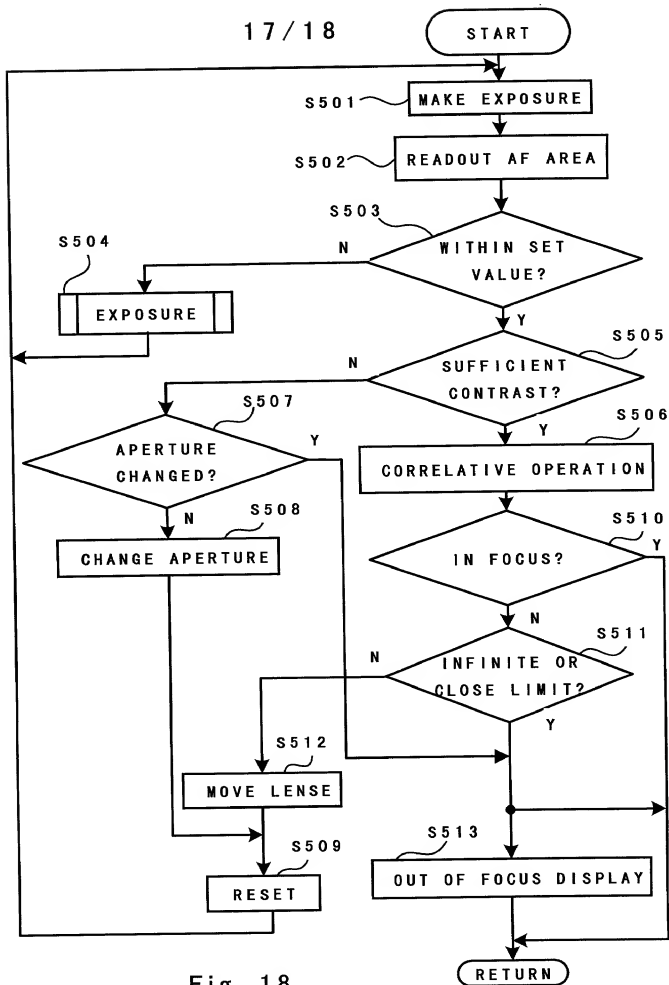 17/18
START
S501
MAKE EXPOSURE
S502
READOUT AF AREA
S503
WITHIN SET
VALUE?
N
Y
S504
EXPOSURE
S505
SUFFICIENT
CONTRAST?
N
Y
S507
APERTURE
CHANGED?
Y
N
S506
CORRELATIVE OPERATION
S508
CHANGE APERTURE
S510
IN FOCUS?
Y
N
S511
INFINITE OR
CLOSE LIMIT?
N
Y
S512
MOVE LENSE
S509
RESET
S513
OUT OF FOCUS DISPLAY
RETURN
Fig. 18